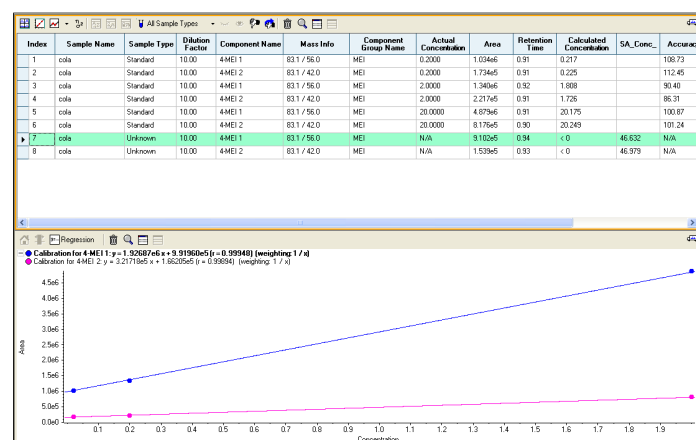 All Sample Types
Index Sample Name Sample Type Dilution Factor Component Name Mass Info Component Group Name Actual Concentration Area Retention Time Calculated Concentration SA_Conc_ Accurac
1 cola Standard 10.00 4-MEI 1 83.1 / 56.0 MEI 0.2000 1.034e6 0.91 0.217 108.73
2 cola Standard 10.00 4-MEI 2 83.1 / 42.0 MEI 0.2000 1.734e5 0.91 0.225 112.45
3 cola Standard 10.00 4-MEI 1 83.1 / 56.0 MEI 2.0000 1.340e6 0.92 1.808 90.40
4 cola Standard 10.00 4-MEI 2 83.1 / 42.0 MEI 2.0000 2.217e5 0.91 1.726 86.31
5 cola Standard 10.00 4-MEI 1 83.1 / 56.0 MEI 20.0000 4.879e6 0.91 20.175 100.87
6 cola Standard 10.00 4-MEI 2 83.1 / 42.0 MEI 20.0000 8.176e5 0.90 20.249 101.24
7 cola Unknown 10.00 4-MEI 1 83.1 / 56.0 MEI N/A 9.102e5 0.94 < 0 46.632 N/A
8 cola Unknown 10.00 4-MEI 2 83.1 / 42.0 MEI N/A 1.539e5 0.93 < 0 46.979 N/A
Regression
Calibration for 4-MEI 1: y = 1.92687e6 x + 9.91960e5 (r = 0.99948) (weighting: 1 / x)
Calibration for 4-MEI 2: y = 3.21718e5 x + 1.66205e5 (r = 0.99894) (weighting: 1 / x)
4.5e6
4.0e6
3.5e6
3.0e6
Area
2.5e6
2.0e6
1.5e6
1.0e6
5.0e5
0.0e0
0.1 0.2 0.3 0.4 0.5 0.6 0.7 0.8 0.9 1.0 1.1 1.2 1.3 1.4 1.5 1.6 1.7 1.8 1.9
Concentration